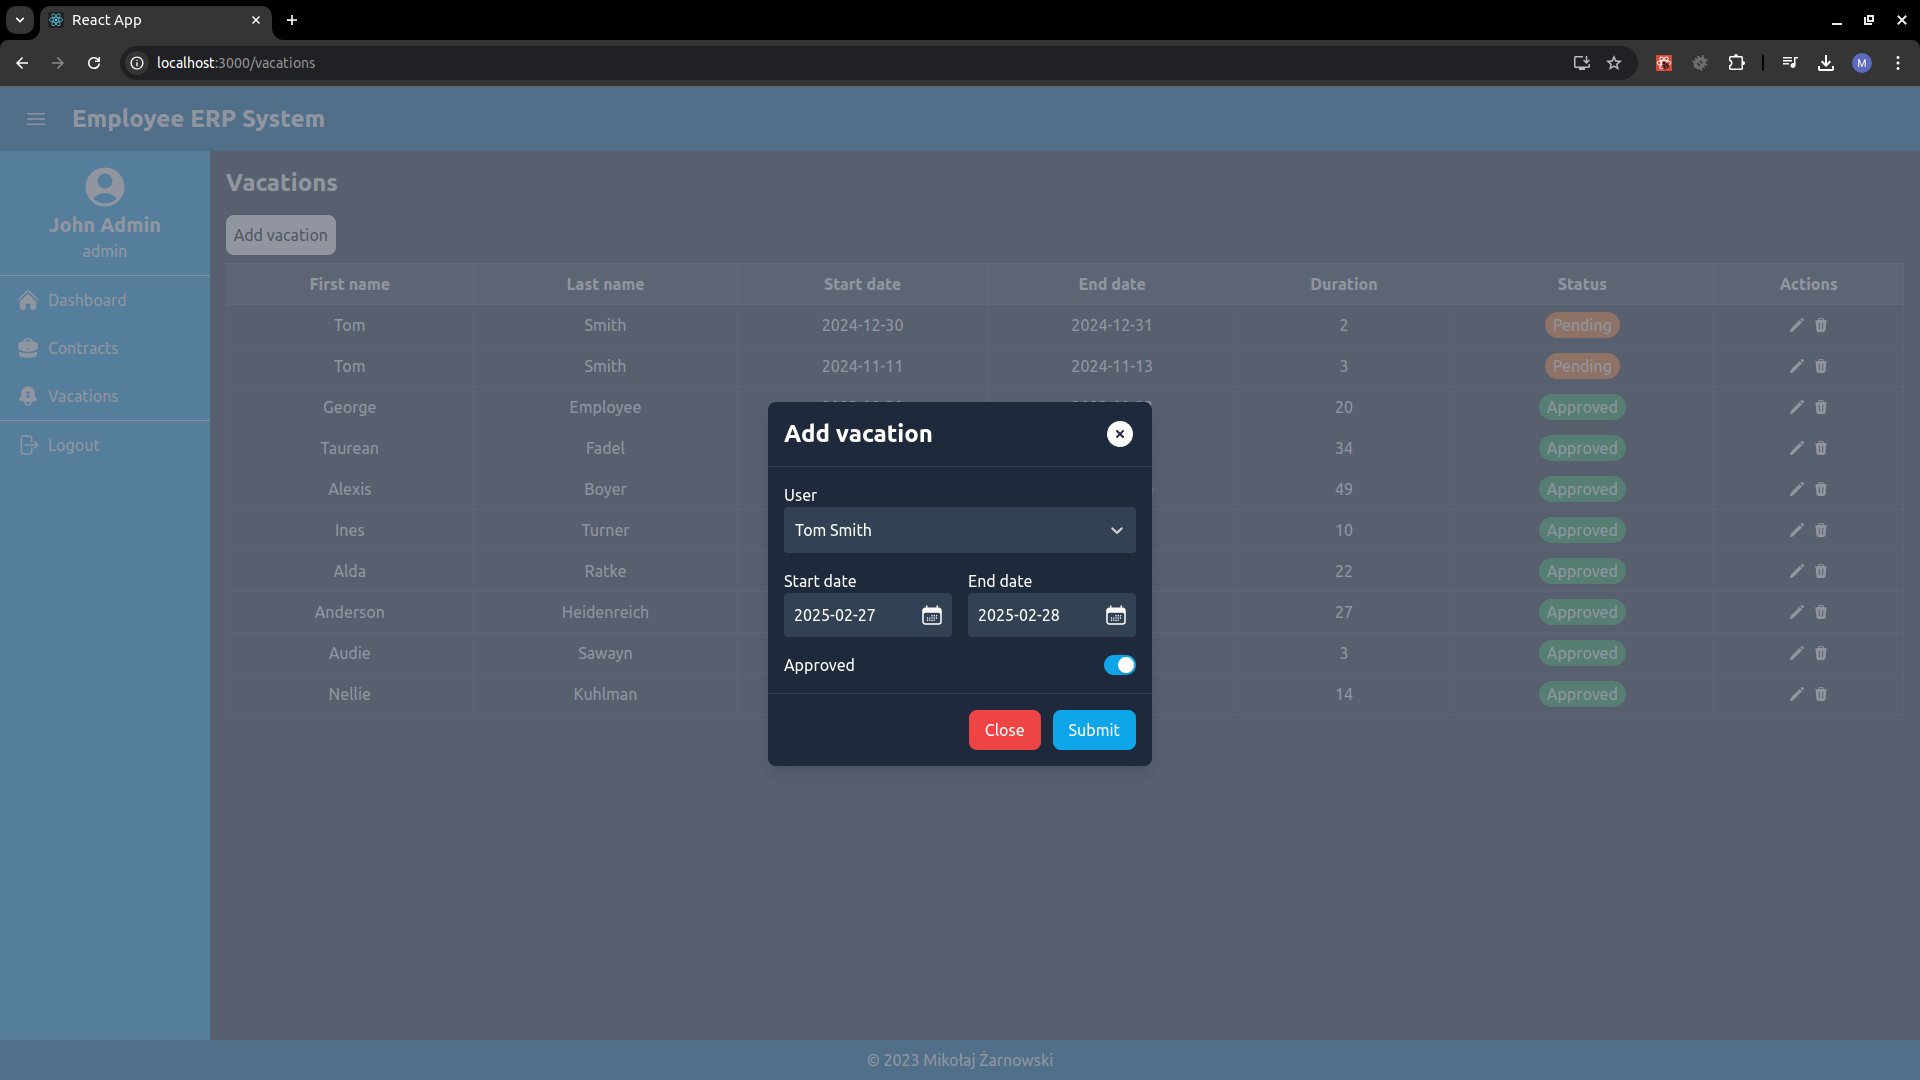 React App
localhost:3000/vacations
M
Employee ERP System
John Admin
admin
Dashboard
Contracts
Vacations
Logout
Vacations
Add vacation
First name Last name Start date End date Duration Status Actions
Tom Smith 2024-12-30 2024-12-31 2 Pending
Tom Smith 2024-11-11 2024-11-13 3 Pending
George Employee 20 Approved
Taurean Fadel 34 Approved
Alexis Boyer 49 Approved
Ines Turner 10 Approved
Alda Ratke 22 Approved
Anderson Heidenreich 27 Approved
Audie Sawayn 3 Approved
Nellie Kuhlman 14 Approved
Add vacation
User
Tom Smith
Start date End date
2025-02-27 2025-02-28
Approved
Close Submit
© 2023 Mikołaj Żarnowski